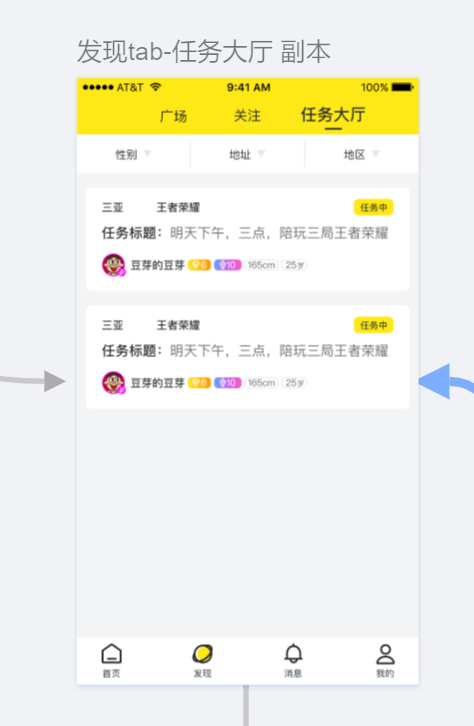 发现tab-任务大厅 副本
AT&T 9:41 AM 100%
广场 关注 任务大厅
性别 地址 地区
三亚 王者荣耀 任务中
任务标题：明天下午，三点，陪玩三局王者荣耀
豆芽的豆芽 6 10 165cm 25岁
三亚 王者荣耀 任务中
任务标题：明天下午，三点，陪玩三局王者荣耀
豆芽的豆芽 6 10 165cm 25岁
首页 发现 消息 我的